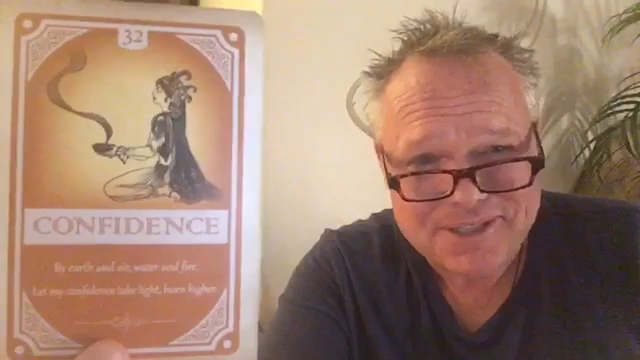 32
CONFIDENCE
By earth and air, water and fire.
Let my confidence take light, burn higher.